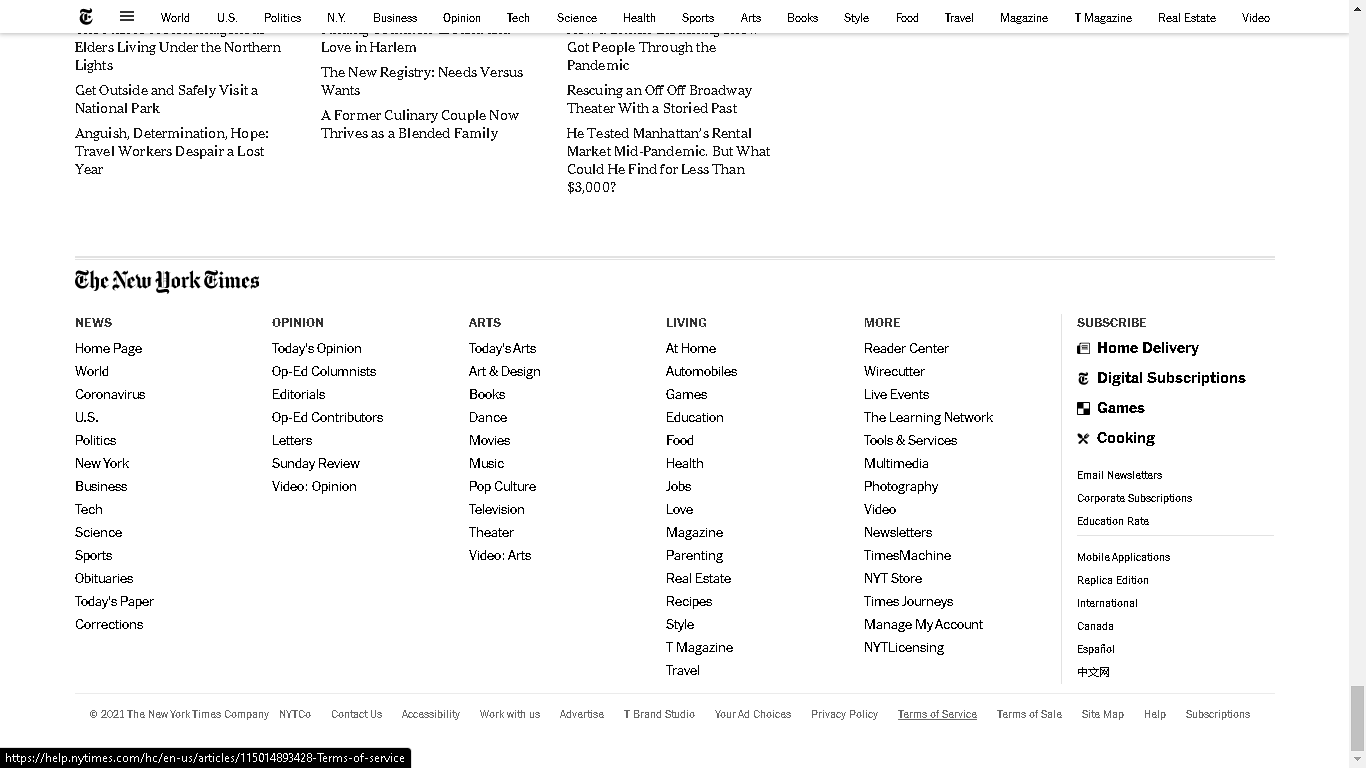 World U.S. Politics N.Y. Business Opinion Tech Science Health Sports Arts Books Style Food Travel Magazine T Magazine Real Estate Video
Elders Living Under the Northern
Lights
Get Outside and Safely Visit a
National Park
Anguish, Determination, Hope:
Travel Workers Despair a Lost
Year
Love in Harlem
The New Registry: Needs Versus
Wants
A Former Culinary Couple Now
Thrives as a Blended Family
Got People Through the
Pandemic
Rescuing an Off Off Broadway
Theater With a Storied Past
He Tested Manhattan's Rental
Market Mid-Pandemic. But What
Could He Find for Less Than
$3,000?
The New York Times
NEWS
Home Page
World
Coronavirus
U.S.
Politics
New York
Business
Tech
Science
Sports
Obituaries
Today's Paper
Corrections
OPINION
Today's Opinion
Op-Ed Columnists
Editorials
Op-Ed Contributors
Letters
Sunday Review
Video: Opinion
ARTS
Today's Arts
Art & Design
Books
Dance
Movies
Music
Pop Culture
Television
Theater
Video: Arts
LIVING
At Home
Automobiles
Games
Education
Food
Health
Jobs
Love
Magazine
Parenting
Real Estate
Recipes
Style
T Magazine
Travel
MORE
Reader Center
Wirecutter
Live Events
The Learning Network
Tools & Services
Multimedia
Photography
Video
Newsletters
TimesMachine
NYT Store
Times Journeys
Manage My Account
NYTLicensing
SUBSCRIBE
Home Delivery
Digital Subscriptions
Games
Cooking
Email Newsletters
Corporate Subscriptions
Education Rate
Mobile Applications
Replica Edition
International
Canada
Español
中文网
© 2021 The New York Times Company NYTCo Contact Us Accessibility Work with us Advertise T Brand Studio Your Ad Choices Privacy Policy Terms of Service Terms of Sale Site Map Help Subscriptions
https://help.nytimes.com/hc/en-us/articles/115014893428-Terms-of-service